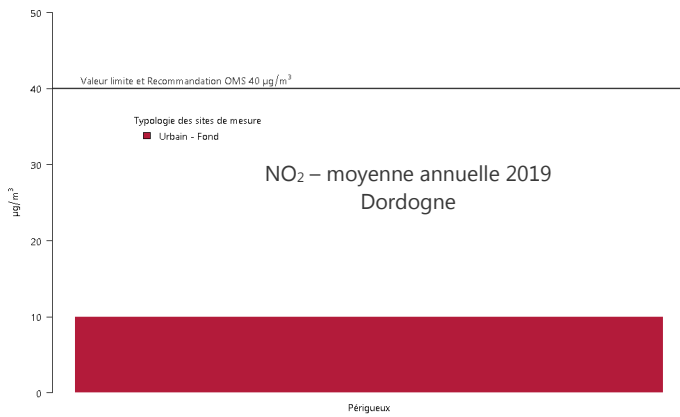 50
Valeur limite et Recommandation OMS 40 µg/m³
40
Typologie des sites de mesure
Urbain - Fond
30
NO₂ – moyenne annuelle 2019
Dordogne
µg/m³
20
10
0
Périgueux